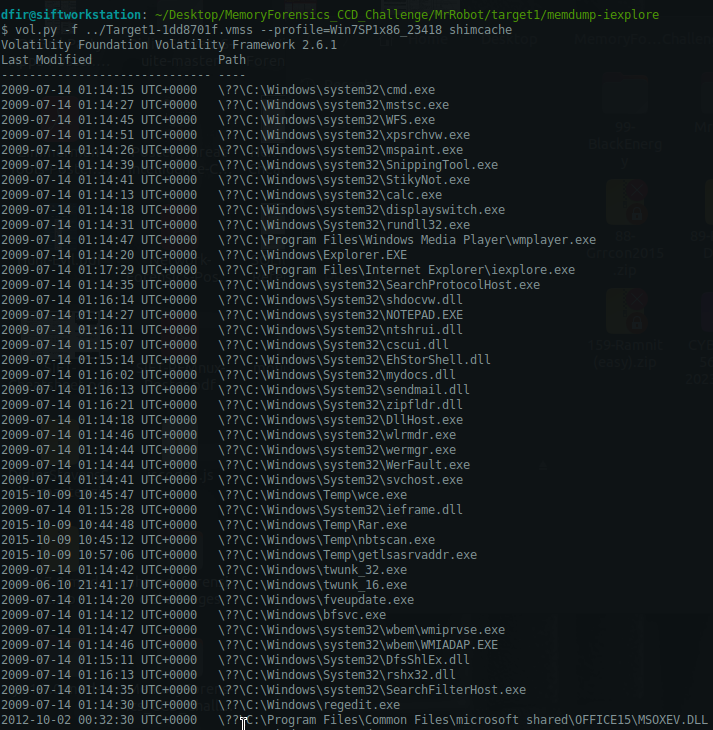 dfir@siftworkstation: ~/Desktop/MemoryForensics_CCD_Challenge/MrRobot/target1/memdump-iexplore
$ vol.py -f ../Target1-1dd8701f.vmss --profile=Win7SP1x86_23418 shimcache
Volatility Foundation Volatility Framework 2.6.1
Last Modified                  Path
------------------------------ ----
2009-07-14 01:14:15 UTC+0000   \??\C:\Windows\system32\cmd.exe
2009-07-14 01:14:27 UTC+0000   \??\C:\Windows\system32\mstsc.exe
2009-07-14 01:14:45 UTC+0000   \??\C:\Windows\system32\WFS.exe
2009-07-14 01:14:51 UTC+0000   \??\C:\Windows\system32\xpsrchvw.exe
2009-07-14 01:14:26 UTC+0000   \??\C:\Windows\system32\mspaint.exe
2009-07-14 01:14:39 UTC+0000   \??\C:\Windows\system32\SnippingTool.exe
2009-07-14 01:14:41 UTC+0000   \??\C:\Windows\system32\StikyNot.exe
2009-07-14 01:14:13 UTC+0000   \??\C:\Windows\system32\calc.exe
2009-07-14 01:14:18 UTC+0000   \??\C:\Windows\system32\displayswitch.exe
2009-07-14 01:14:31 UTC+0000   \??\C:\Windows\System32\rundll32.exe
2009-07-14 01:14:47 UTC+0000   \??\C:\Program Files\Windows Media Player\wmplayer.exe
2009-07-14 01:14:20 UTC+0000   \??\C:\Windows\Explorer.EXE
2009-07-14 01:17:29 UTC+0000   \??\C:\Program Files\Internet Explorer\iexplore.exe
2009-07-14 01:14:35 UTC+0000   \??\C:\Windows\system32\SearchProtocolHost.exe
2009-07-14 01:16:14 UTC+0000   \??\C:\Windows\System32\shdocvw.dll
2009-07-14 01:14:27 UTC+0000   \??\C:\Windows\system32\NOTEPAD.EXE
2009-07-14 01:16:11 UTC+0000   \??\C:\Windows\system32\ntshrui.dll
2009-07-14 01:15:07 UTC+0000   \??\C:\Windows\System32\cscui.dll
2009-07-14 01:15:14 UTC+0000   \??\C:\Windows\System32\EhStorShell.dll
2009-07-14 01:16:02 UTC+0000   \??\C:\Windows\System32\mydocs.dll
2009-07-14 01:16:13 UTC+0000   \??\C:\Windows\System32\sendmail.dll
2009-07-14 01:16:21 UTC+0000   \??\C:\Windows\System32\zipfldr.dll
2009-07-14 01:14:18 UTC+0000   \??\C:\Windows\system32\DllHost.exe
2009-07-14 01:14:46 UTC+0000   \??\C:\Windows\system32\wlrmdr.exe
2009-07-14 01:14:44 UTC+0000   \??\C:\Windows\system32\wermgr.exe
2009-07-14 01:14:44 UTC+0000   \??\C:\Windows\system32\WerFault.exe
2009-07-14 01:14:41 UTC+0000   \??\C:\Windows\system32\svchost.exe
2015-10-09 10:45:47 UTC+0000   \??\C:\Windows\Temp\wce.exe
2009-07-14 01:15:28 UTC+0000   \??\C:\Windows\System32\ieframe.dll
2015-10-09 10:44:48 UTC+0000   \??\C:\Windows\Temp\Rar.exe
2015-10-09 10:45:12 UTC+0000   \??\C:\Windows\Temp\nbtscan.exe
2015-10-09 10:57:06 UTC+0000   \??\C:\Windows\Temp\getlsasrvaddr.exe
2009-07-14 01:14:42 UTC+0000   \??\C:\Windows\twunk_32.exe
2009-06-10 21:41:17 UTC+0000   \??\C:\Windows\twunk_16.exe
2009-07-14 01:14:20 UTC+0000   \??\C:\Windows\fveupdate.exe
2009-07-14 01:14:12 UTC+0000   \??\C:\Windows\bfsvc.exe
2009-07-14 01:14:47 UTC+0000   \??\C:\Windows\system32\wbem\wmiprvse.exe
2009-07-14 01:14:46 UTC+0000   \??\C:\Windows\system32\wbem\WMIADAP.EXE
2009-07-14 01:15:11 UTC+0000   \??\C:\Windows\System32\DfsShlEx.dll
2009-07-14 01:16:13 UTC+0000   \??\C:\Windows\System32\rshx32.dll
2009-07-14 01:14:35 UTC+0000   \??\C:\Windows\system32\SearchFilterHost.exe
2009-07-14 01:14:30 UTC+0000   \??\C:\Windows\regedit.exe
2012-10-02 00:32:30 UTC+0000   \??\C:\Program Files\Common Files\microsoft shared\OFFICE15\MSOXEV.DLL